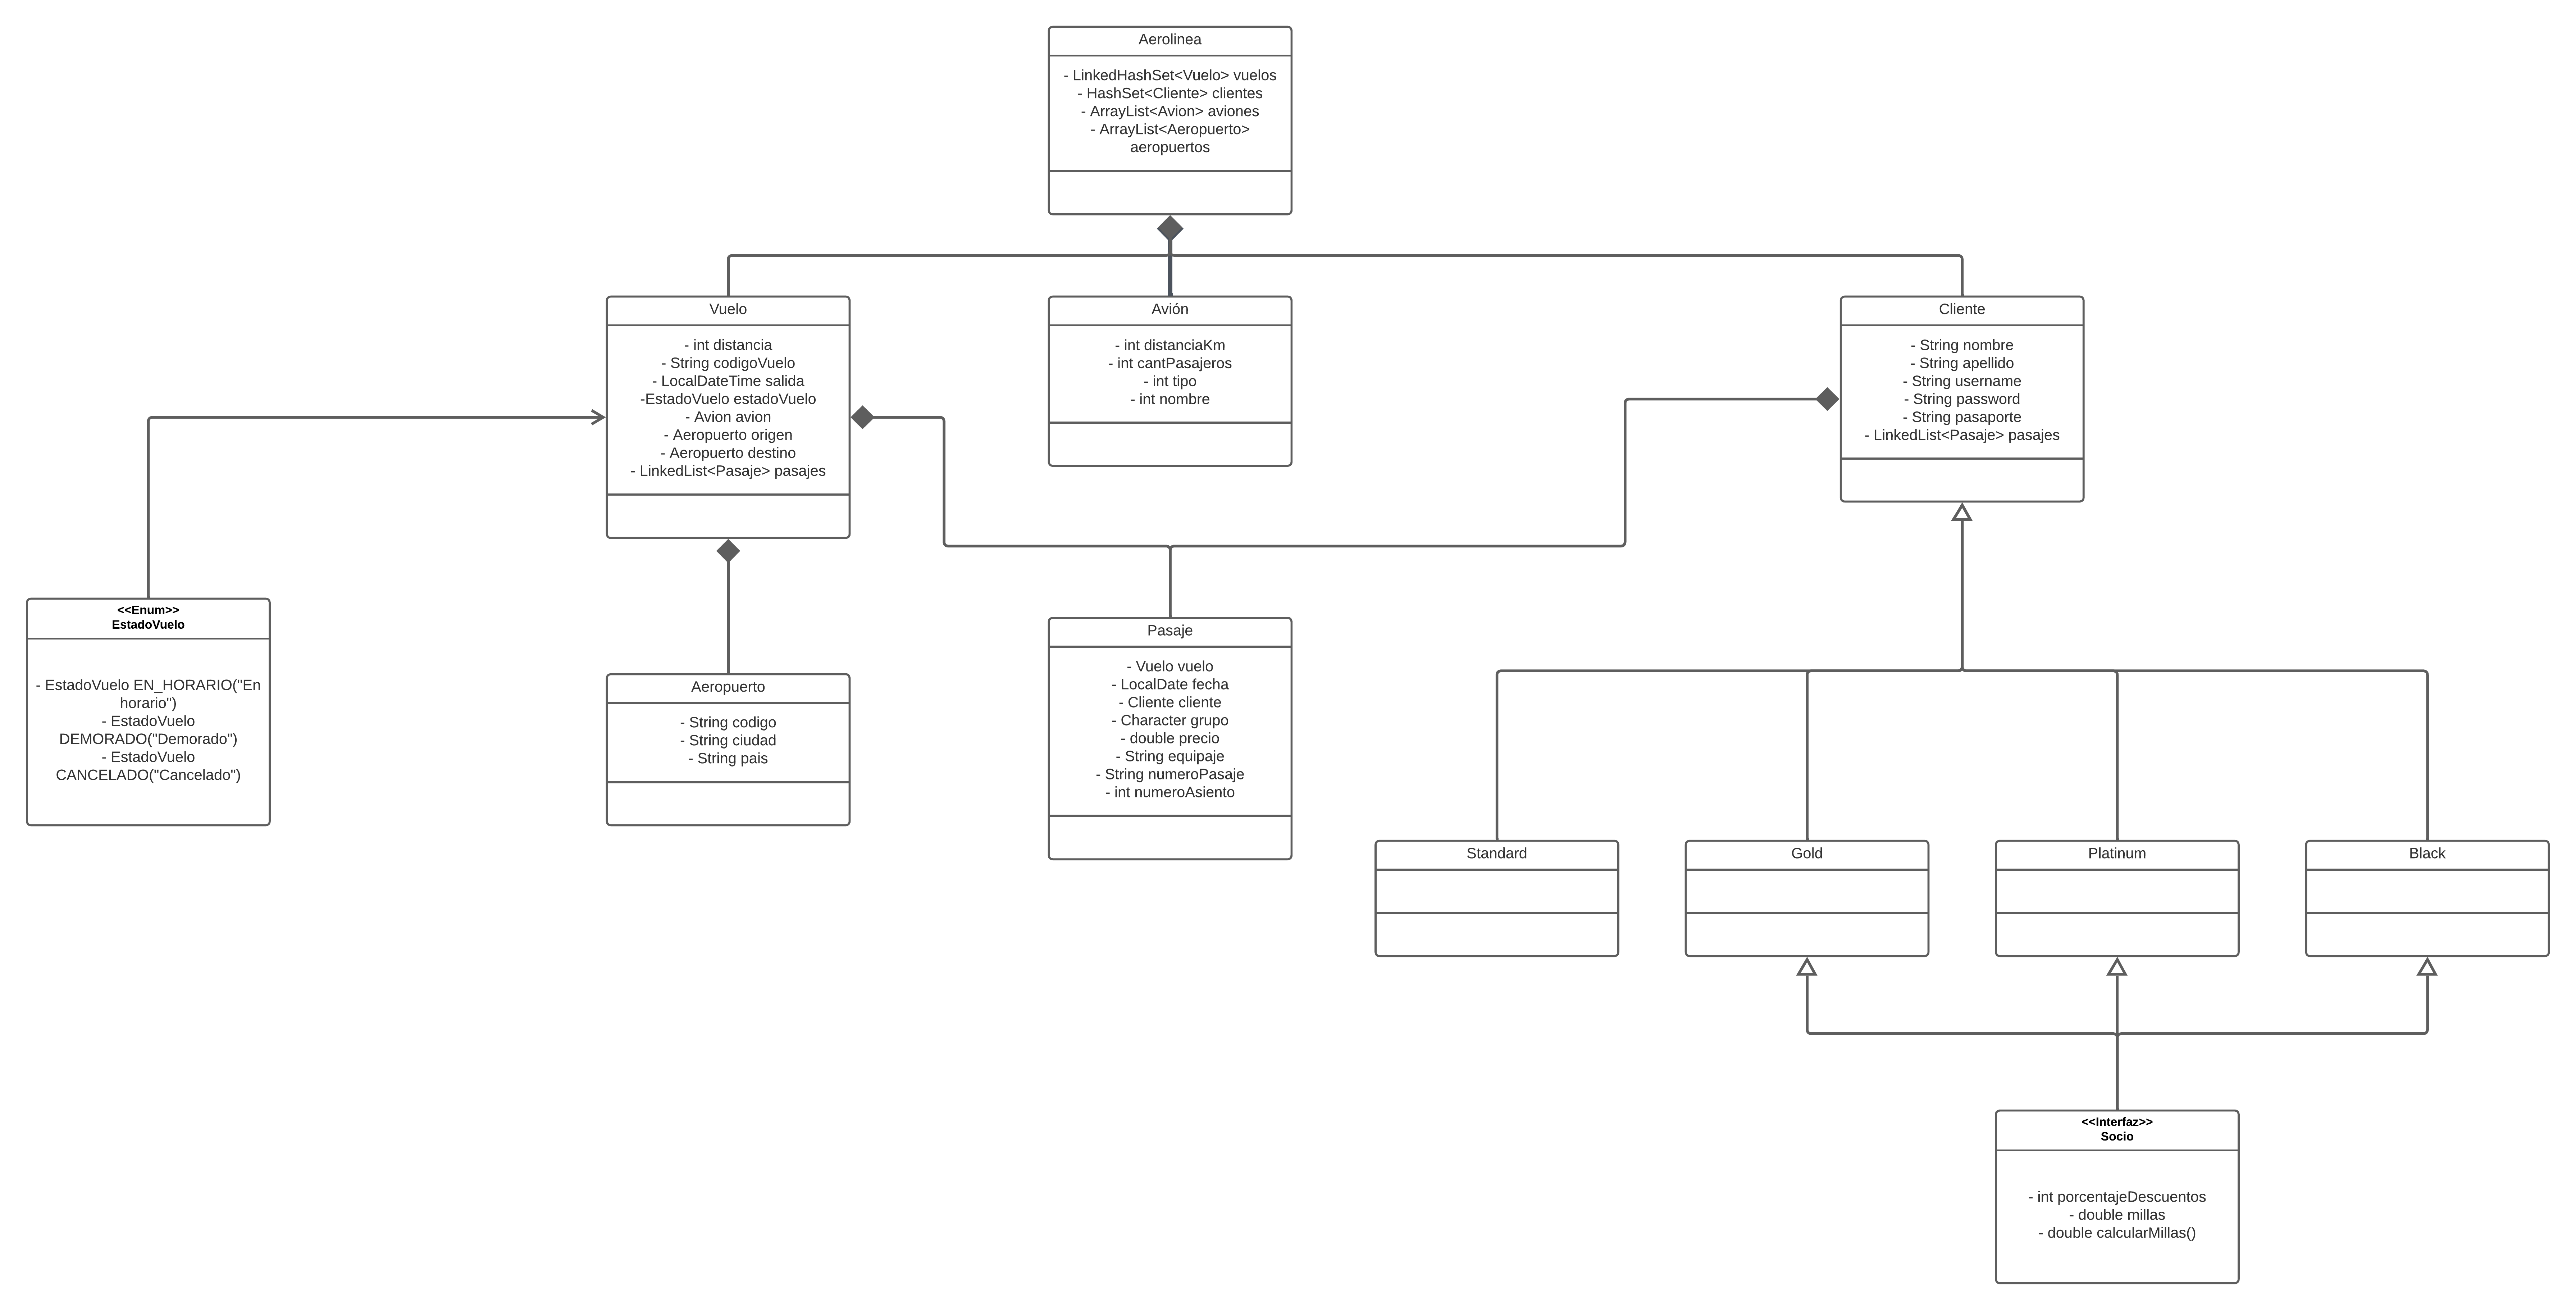 Aerolinea
- LinkedHashSet<Vuelo> vuelos
- HashSet<Cliente> clientes
- ArrayList<Avion> aviones
- ArrayList<Aeropuerto>
aeropuertos
Vuelo
- int distancia
- String codigoVuelo
- LocalDateTime salida
-EstadoVuelo estadoVuelo
- Avion avion
- Aeropuerto origen
- Aeropuerto destino
- LinkedList<Pasaje> pasajes
Avión
- int distanciaKm
- int cantPasajeros
- int tipo
- int nombre
Cliente
- String nombre
- String apellido
- String username
- String password
- String pasaporte
- LinkedList<Pasaje> pasajes
<<Enum>>
EstadoVuelo
- EstadoVuelo EN_HORARIO("En
horario")
- EstadoVuelo
DEMORADO("Demorado")
- EstadoVuelo
CANCELADO("Cancelado")
Aeropuerto
- String codigo
- String ciudad
- String pais
Pasaje
- Vuelo vuelo
- LocalDate fecha
- Cliente cliente
- Character grupo
- double precio
- String equipaje
- String numeroPasaje
- int numeroAsiento
Standard
Gold
Platinum
Black
<<Interfaz>>
Socio
- int porcentajeDescuentos
- double millas
- double calcularMillas()